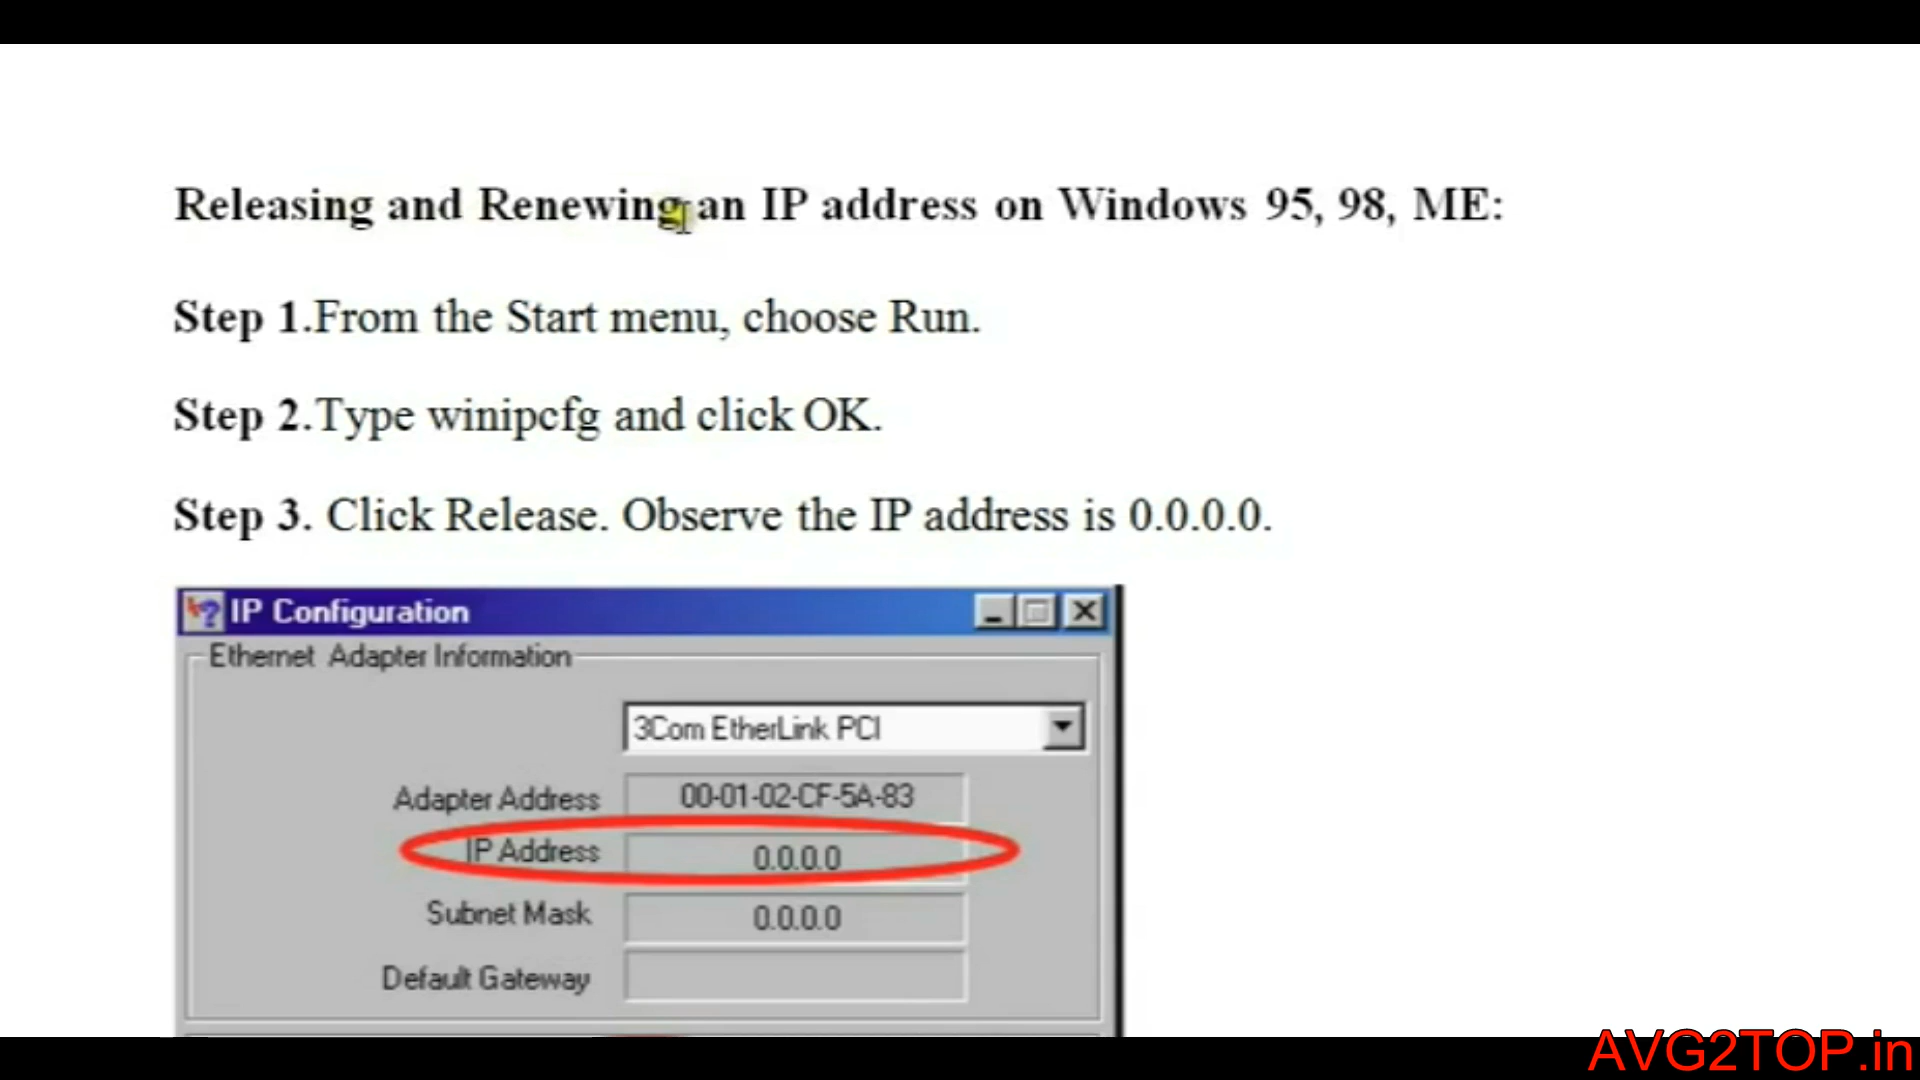 Releasing and Renewing an IP address on Windows 95, 98, ME:
Step 1.From the Start menu, choose Run.
Step 2.Type winipcfg and click OK.
Step 3. Click Release. Observe the IP address is 0.0.0.0.
IP Configuration
Ethernet Adapter Information
3Com EtherLink PCI
Adapter Address 00-01-02-CF-5A-83
IP Address 0.0.0.0
Subnet Mask 0.0.0.0
Default Gateway
AVG2TOP.in